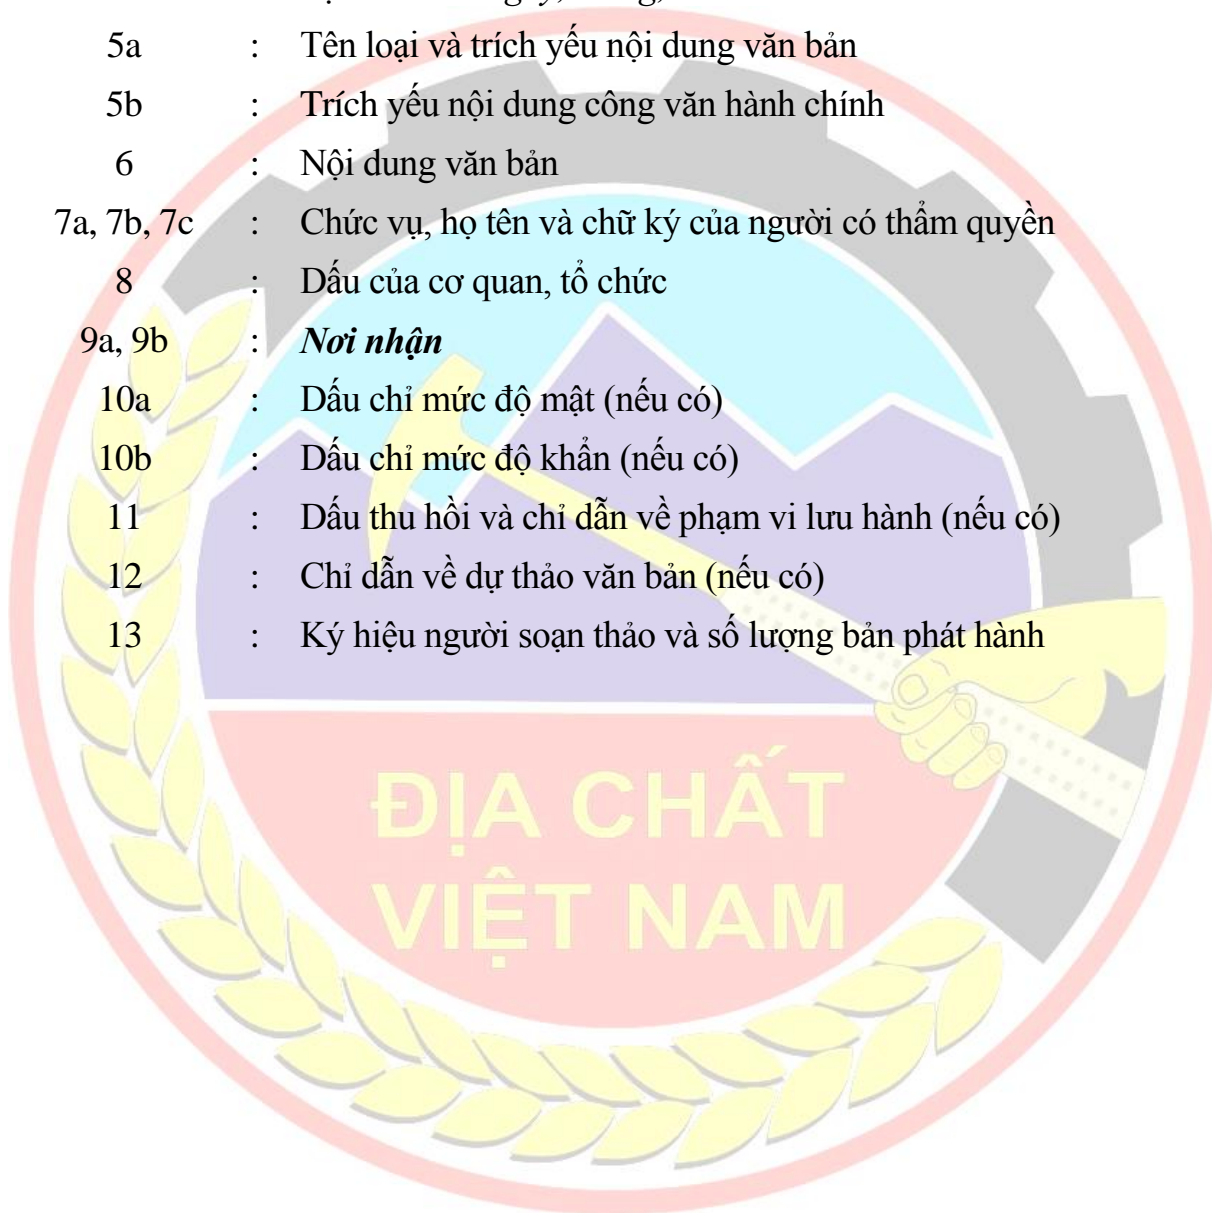 5a : Tên loại và trích yếu nội dung văn bản
5b : Trích yếu nội dung công văn hành chính
6 : Nội dung văn bản
7a, 7b, 7c : Chức vụ, họ tên và chữ ký của người có thẩm quyền
8 : Dấu của cơ quan, tổ chức
9a, 9b : Nơi nhận
10a : Dấu chỉ mức độ mật (nếu có)
10b : Dấu chỉ mức độ khẩn (nếu có)
11 : Dấu thu hồi và chỉ dẫn về phạm vi lưu hành (nếu có)
12 : Chỉ dẫn về dự thảo văn bản (nếu có)
13 : Ký hiệu người soạn thảo và số lượng bản phát hành
ĐỊA CHẤT
VIỆT NAM